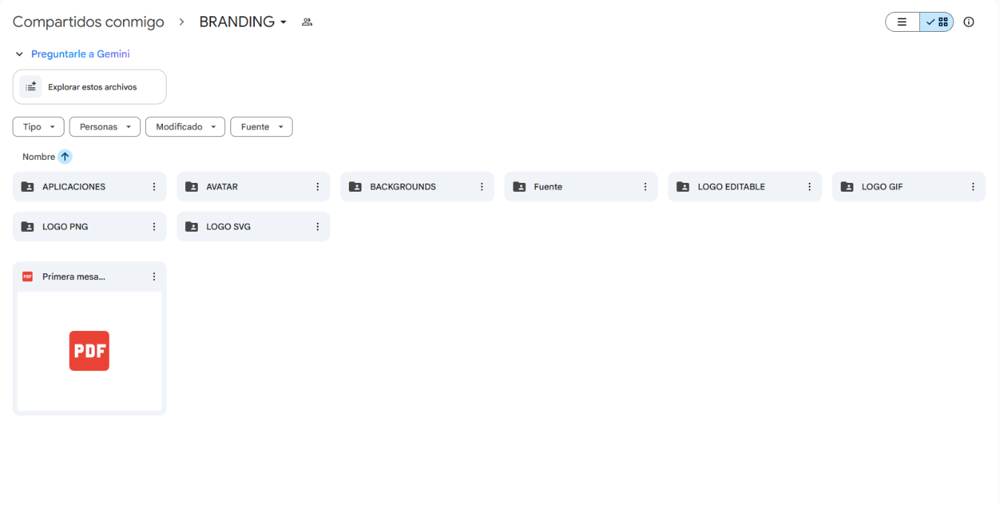 Compartidos conmigo > BRANDING
Preguntarle a Gemini
Explorar estos archivos
Tipo Personas Modificado Fuente
Nombre
APLICACIONES AVATAR BACKGROUNDS Fuente LOGO EDITABLE LOGO GIF
LOGO PNG LOGO SVG
PDF Primera mesa...
PDF